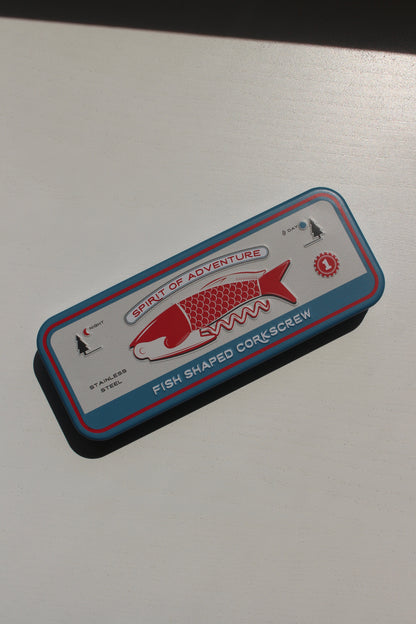 SPIRIT OF ADVENTURE
NIGHT
DAY
1
STAINLESS
STEEL
FISH SHAPED CORKSCREW